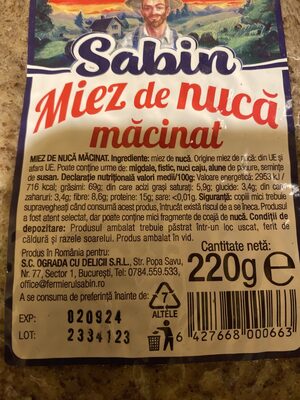 Sabin
Miez de nucă
măcinat
MIEZ DE NUCĂ MĂCINAT. Ingrediente: miez de nucă. Origine miez de nucă: din UE și
afara UE. Poate conține urme de: migdale, fistic, nuci caju, alune de pădure, semințe
de susan. Declarație nutrițională valori medii/100g: Valoare energetică: 2953 kJ /
716 kcal; grăsimi: 69g; din care acizi grași saturați: 5,9g; glucide: 3,4g; din care
zaharuri: 3,4g; fibre: 8,6g; proteine: 15g; sare: <0,01g. Siguranță: copiii mici trebuie
supravegheați când consumă acest produs, întrucât există riscul de a se îneca. Produsul
a fost atent selectat, dar poate conține mici fragmente de coajă de nucă. Condiții de
depozitare: Produsul ambalat trebuie păstrat într-un loc uscat, ferit de
căldură și razele soarelui. Produs ambalat în vid.
Produs în România pentru:
S.C. OGRADA CU DELICII S.R.L., Str. Popa Savu,
Nr. 77, Sector 1, București, Tel: 0784.559.533,
office@fermierulsabin.ro
A se consuma de preferință înainte de:
Cantitate netă:
220g e
EXP: 020924
LOT: 2334123
7
ALTELE
6 427668 000663